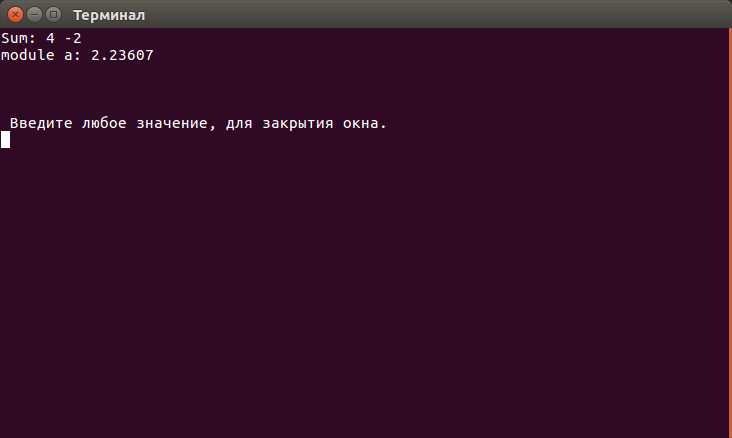 Терминал
Sum: 4 -2
module a: 2.23607
Введите любое значение, для закрытия окна.